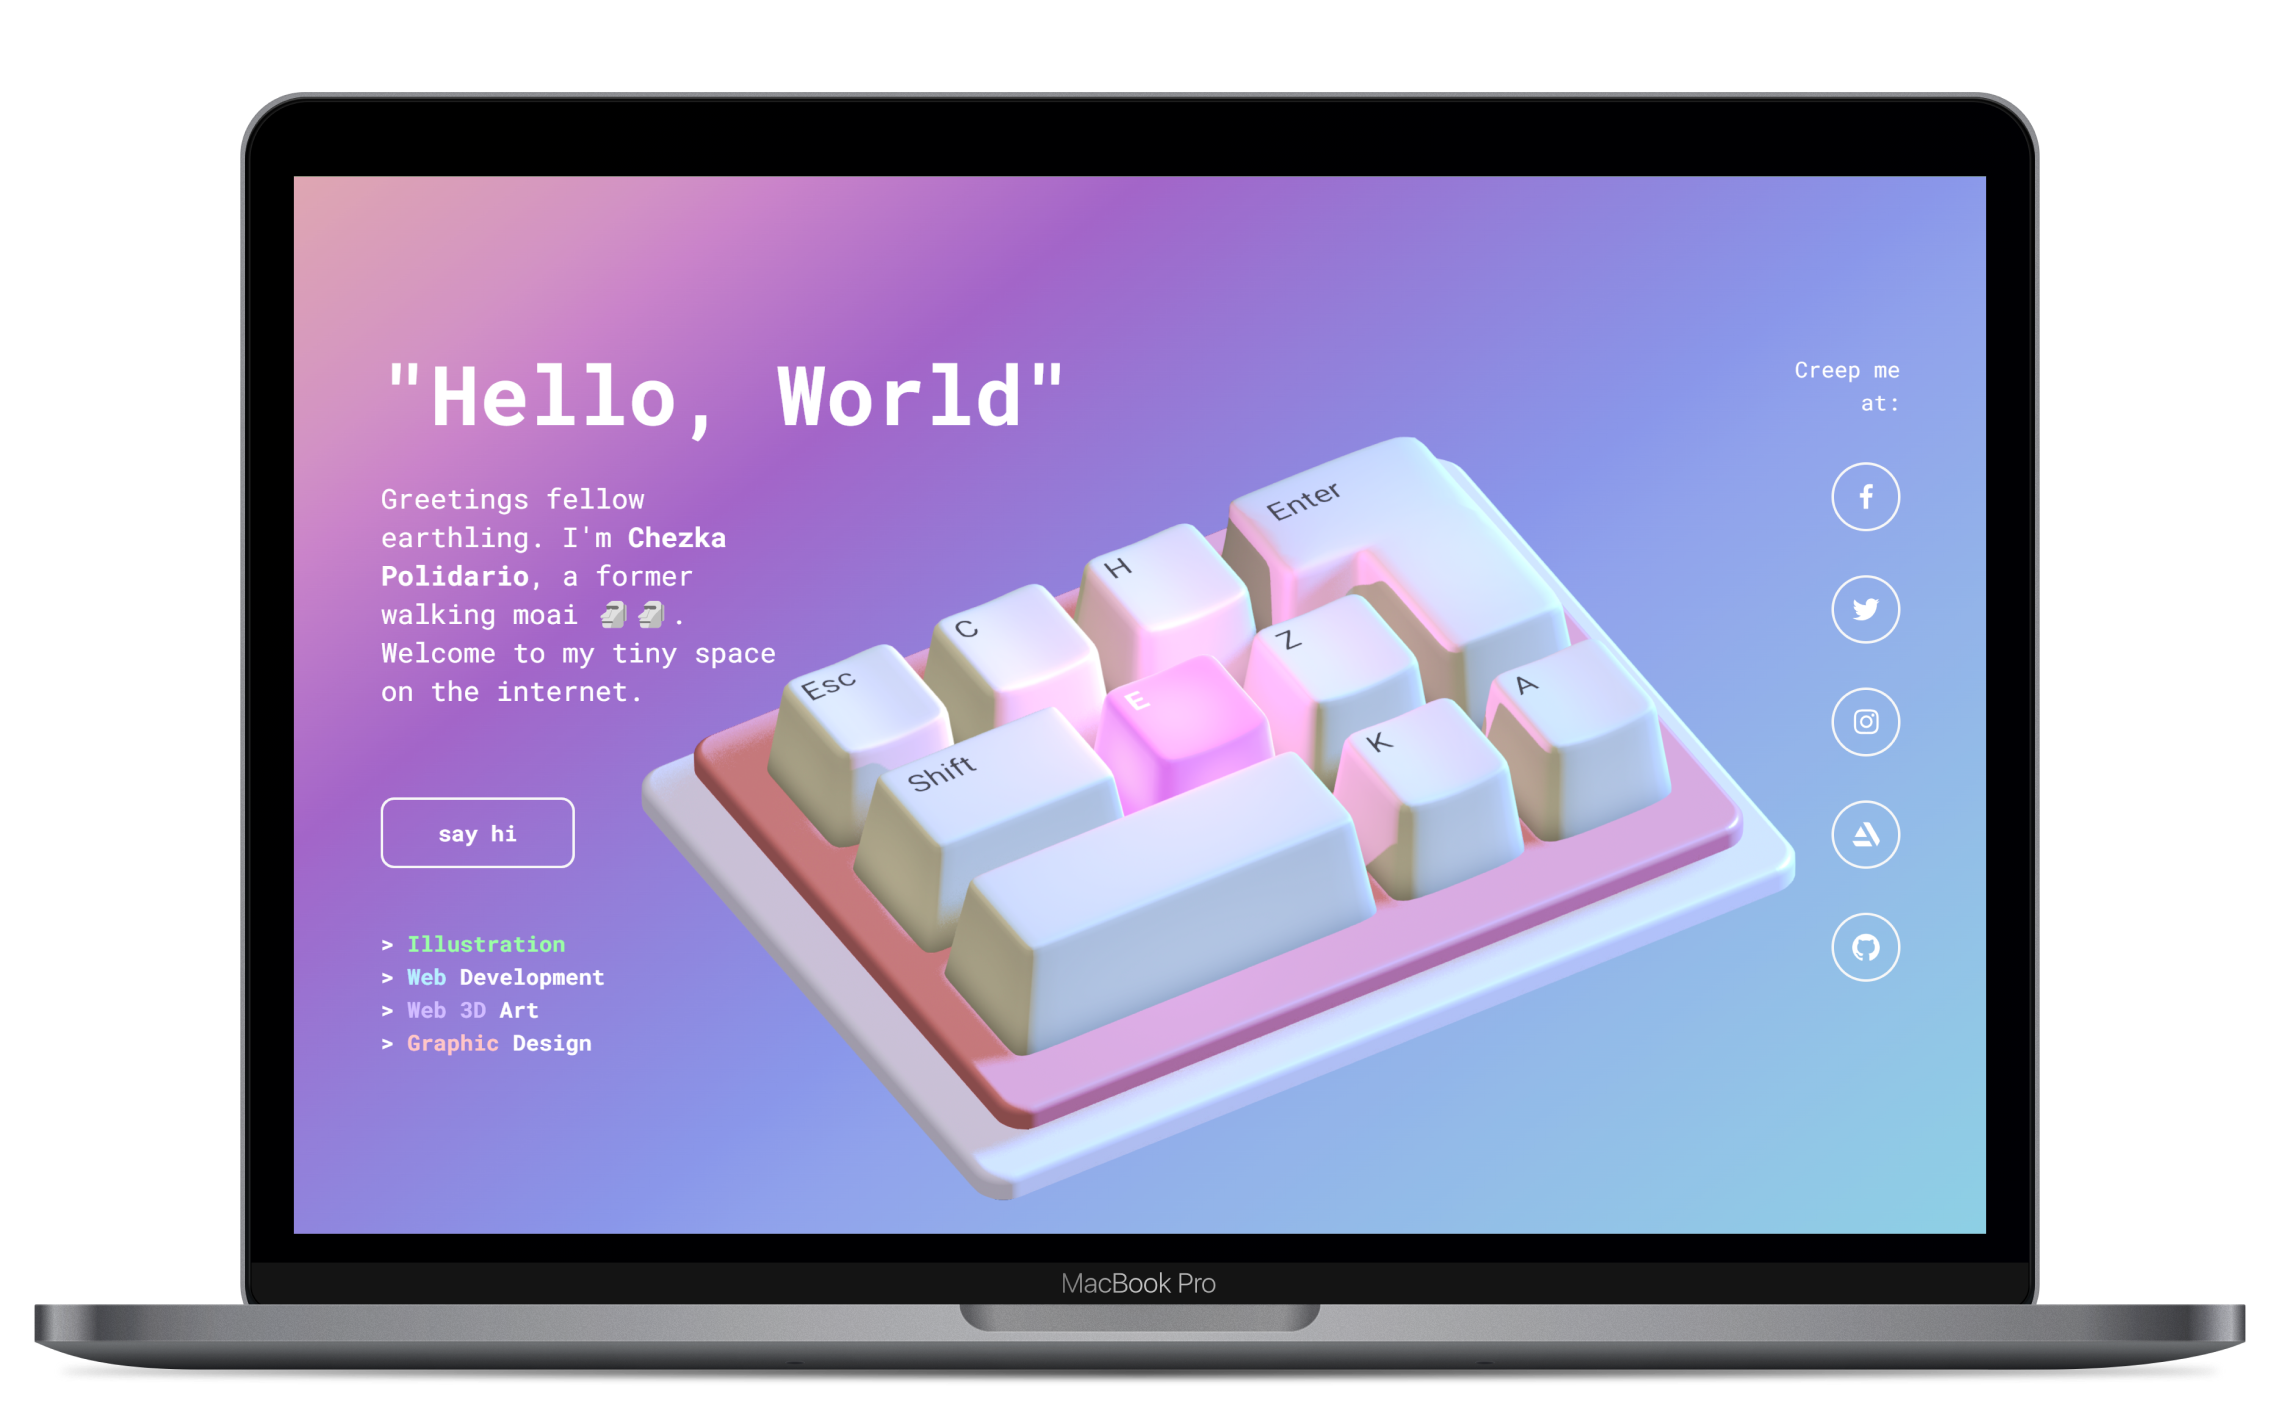 "Hello, World"
Greetings fellow
earthling. I'm Chezka
Polidario, a former
walking moai 🗿🗿.
Welcome to my tiny space
on the internet.
say hi
> Illustration
> Web Development
> Web 3D Art
> Graphic Design
Creep me
at:
Esc
C
H
Enter
Shift
E
Z
K
A
MacBook Pro